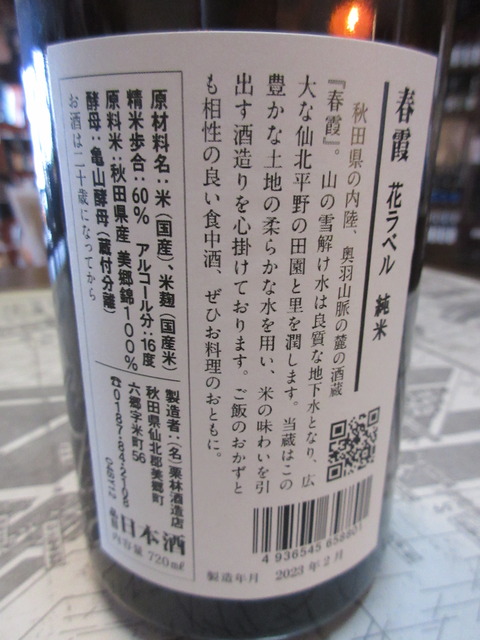 春霞 花ラベル 純米
秋田県の内陸、奥羽山脈の麓の酒蔵
『春霞』。山の雪解け水は良質な地下水となり、広
大な仙北平野の田園と里を潤します。当蔵はこの
豊かな土地の柔らかな水を用い、米の味わいを引
出す酒造りを心掛けております。ご飯のおかずと
も相性の良い食中酒、ぜひお料理のおともに。
原材料名：米（国産）、米麹（国産米）
精米歩合：60% アルコール分：16度
原料米：秋田県産 美郷錦100%
酵母：亀山酵母（蔵付分離）
お酒は二十歳になってから
製造者：（名）栗林酒造店
秋田県仙北郡美郷町
六郷字米町56
☎0187-84-2108
品目 日本酒
内容量 720㎖
4 936545 658901
製造年月 2023年2月